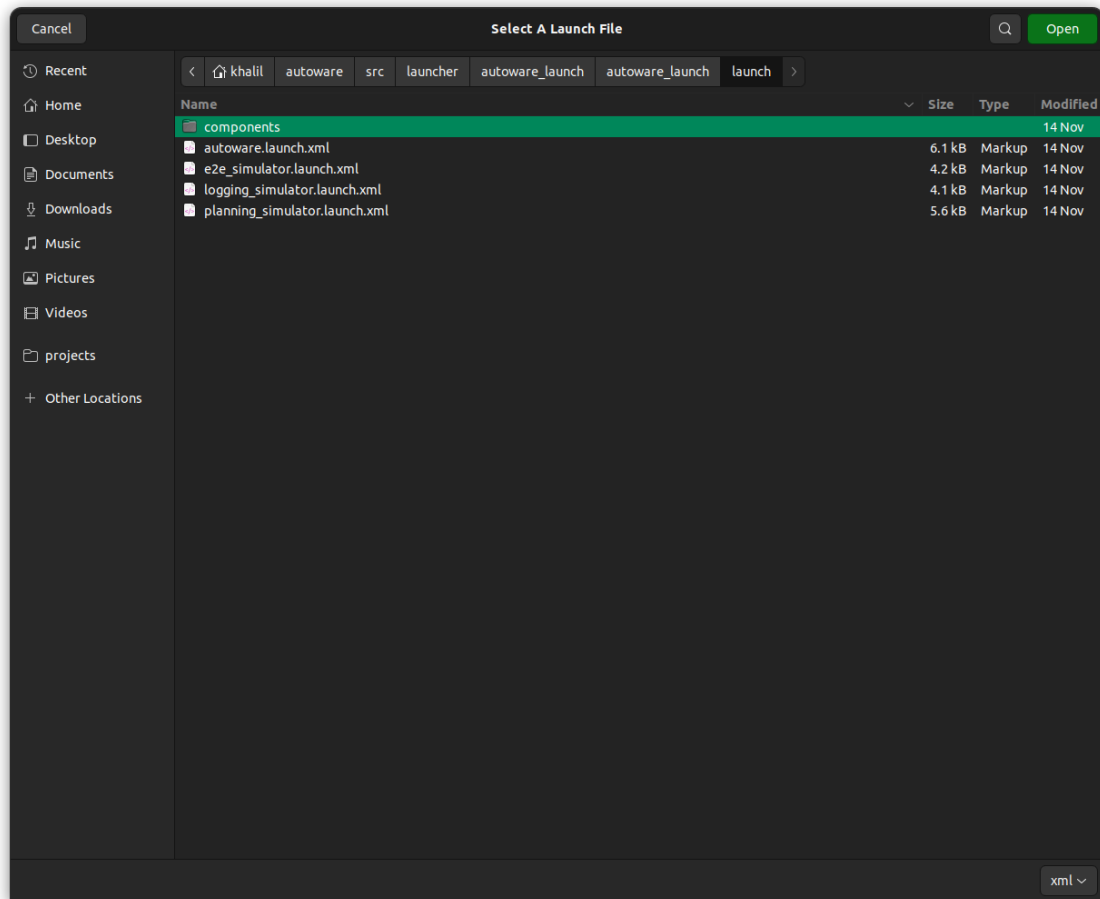 Cancel
Select A Launch File
Open
Recent
Home
Desktop
Documents
Downloads
Music
Pictures
Videos
projects
Other Locations
khalil autoware src launcher autoware_launch autoware_launch launch
Name Size Type Modified
components 14 Nov
autoware.launch.xml 6.1 kB Markup 14 Nov
e2e_simulator.launch.xml 4.2 kB Markup 14 Nov
logging_simulator.launch.xml 4.1 kB Markup 14 Nov
planning_simulator.launch.xml 5.6 kB Markup 14 Nov
xml